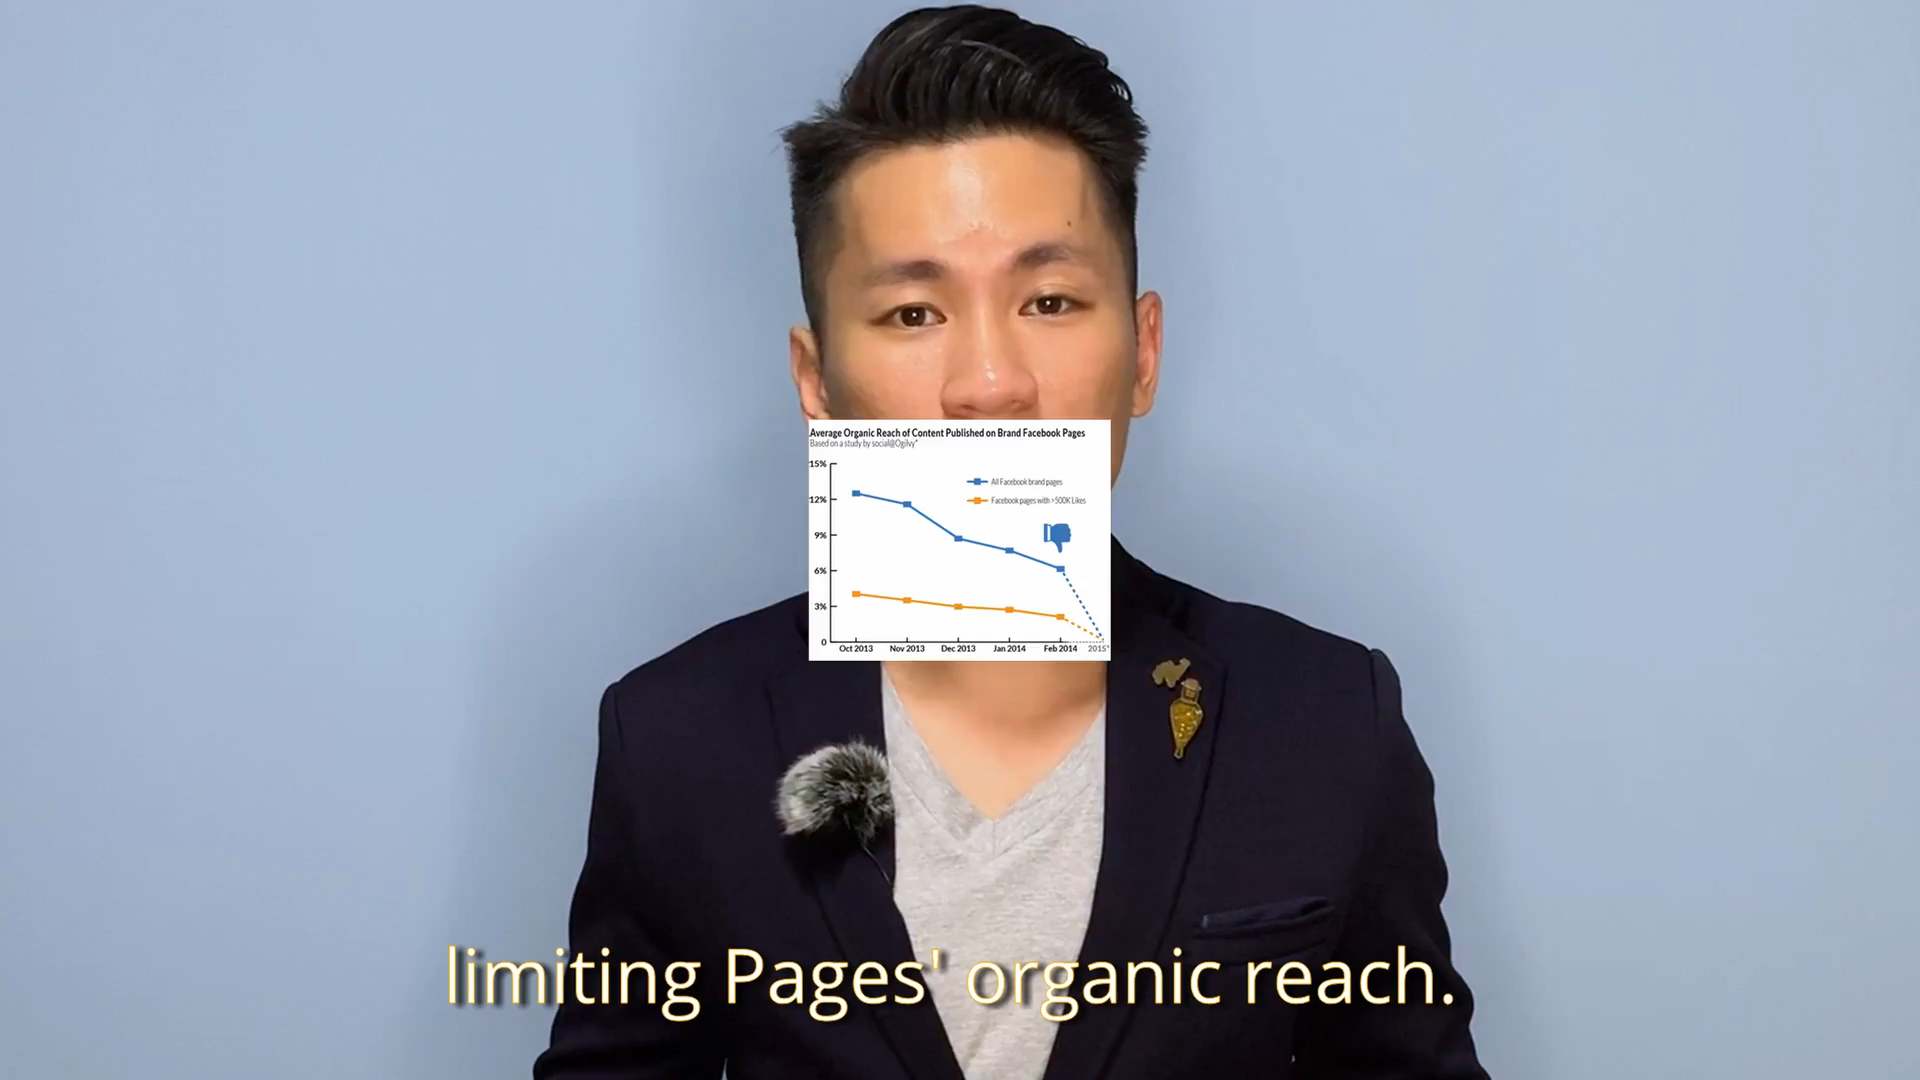 Average Organic Reach of Content Published on Brand Facebook Pages
Based on a study by social@Ogilvy*
15%
12%
9%
6%
3%
0
All Facebook brand pages
Facebook pages with >500K Likes
Oct 2013 Nov 2013 Dec 2013 Jan 2014 Feb 2014 2015*
limiting Pages' organic reach.